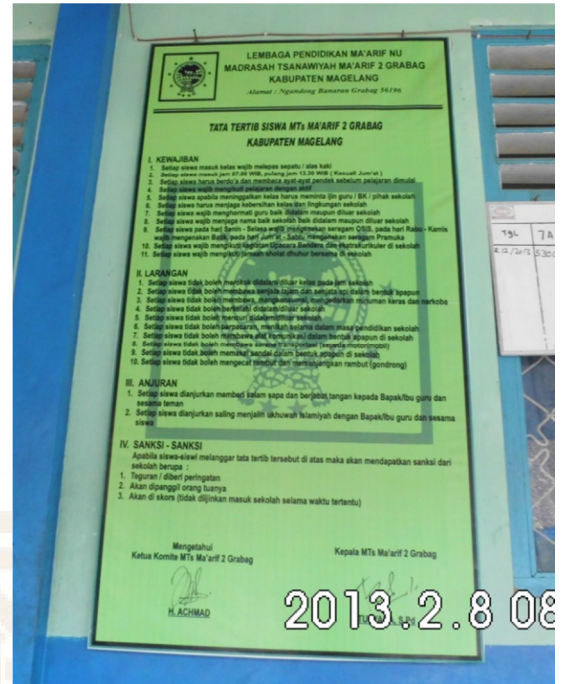 LEMBAGA PENDIDIKAN MA'ARIF NU
MADRASAH TSANAWIYAH MA'ARIF 2 GRABAG
KABUPATEN MAGELANG
Alamat : Ngandong Banaran Grabag 56196
TATA TERTIB SISWA MTs MA'ARIF 2 GRABAG
KABUPATEN MAGELANG
I. KEWAJIBAN
1. Setiap siswa masuk kelas wajib melepas sepatu / alas kaki
2. Setiap siswa masuk jam 07.00 WIB, pulang jam 13.30 WIB ( Kecuali Jum'at )
3. Setiap siswa harus berdo'a dan membaca ayat-ayat pendek sebelum pelajaran dimulai
4. Setiap siswa wajib mengikuti pelajaran dengan aktif
5. Setiap siswa apabila meninggalkan kelas harus meminta ijin guru / BK / pihak sekolah
6. Setiap siswa harus menjaga kebersihan kelas dan lingkungan sekolah
7. Setiap siswa wajib menghormati guru baik didalam maupun diluar sekolah
8. Setiap siswa wajib menjaga nama baik sekolah baik didalam maupun diluar sekolah
9. Setiap siswa pada hari Senin - Selasa wajib mengenakan seragam OSIS, pada hari Rabu - Kamis
wajib mengenakan Batik, pada hari Jum'at - Sabtu mengenakan seragam Pramuka
10. Setiap siswa wajib mengikuti kegiatan Upacara Bendera dan ekstrakurikuler di sekolah
11. Setiap siswa wajib mengikuti jamaah sholat dhuhur bersama di sekolah
II. LARANGAN
1. Setiap siswa tidak boleh merokok didalam/diluar kelas pada jam sekolah
2. Setiap siswa tidak boleh membawa senjata tajam dan senjata api dalam bentuk apapun
3. Setiap siswa tidak boleh membawa, mengkonsumsi, mengedarkan minuman keras dan narkoba
4. Setiap siswa tidak boleh berkelahi didalam/diluar sekolah
5. Setiap siswa tidak boleh mencuri didalam/diluar sekolah
6. Setiap siswa tidak boleh berpacaran, menikah selama dalam masa pendidikan sekolah
7. Setiap siswa tidak boleh membawa alat komunikasi dalam bentuk apapun di sekolah
8. Setiap siswa tidak boleh membawa sarana transportasi (sepeda motor/mobil)
9. Setiap siswa tidak boleh memakai sandal dalam bentuk apapun di sekolah
10. Setiap siswa tidak boleh mengecat rambut dan memanjangkan rambut (gondrong)
III. ANJURAN
1. Setiap siswa dianjurkan memberi salam sapa dan berjabat tangan kepada Bapak/Ibu guru dan
sesama teman
2. Setiap siswa dianjurkan saling menjalin ukhuwah islamiyah dengan Bapak/Ibu guru dan sesama
siswa
IV. SANKSI - SANKSI
Apabila siswa-siswi melanggar tata tertib tersebut di atas maka akan mendapatkan sanksi dari
sekolah berupa :
1. Teguran / diberi peringatan
2. Akan dipanggil orang tuanya
3. Akan di skors (tidak diijinkan masuk sekolah selama waktu tertentu)
Mengetahui
Ketua Komite MTs Ma'arif 2 Grabag
H. ACHMAD
Kepala MTs Ma'arif 2 Grabag
S.Pd
TGL 7A
2013.2.8 08